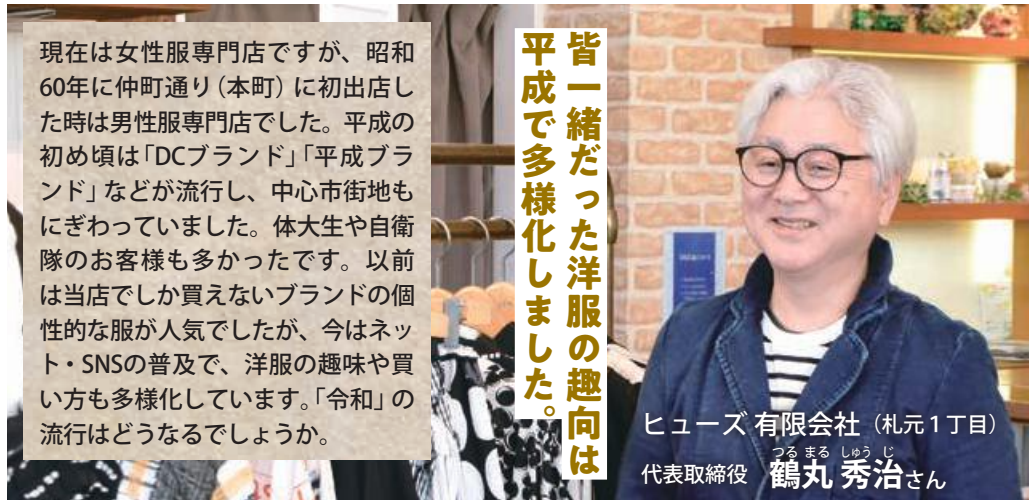 現在は女性服専門店ですが、昭和
60年に仲町通り（本町）に初出店し
た時は男性服専門店でした。平成の
初め頃は「DCブランド」「平成ブラ
ンド」などが流行し、中心市街地も
にぎわっていました。体大生や自衛
隊のお客様も多かったです。以前
は当店でしか買えないブランドの個
性的な服が人気でしたが、今はネッ
ト・SNSの普及で、洋服の趣味や買
い方も多様化しています。「令和」の
流行はどうなるでしょうか。
皆一緒だった洋服の趣向は
平成で多様化しました。
ヒューズ 有限会社（札元１丁目）
代表取締役 鶴丸 秀治さん
つる まる しゅう じ